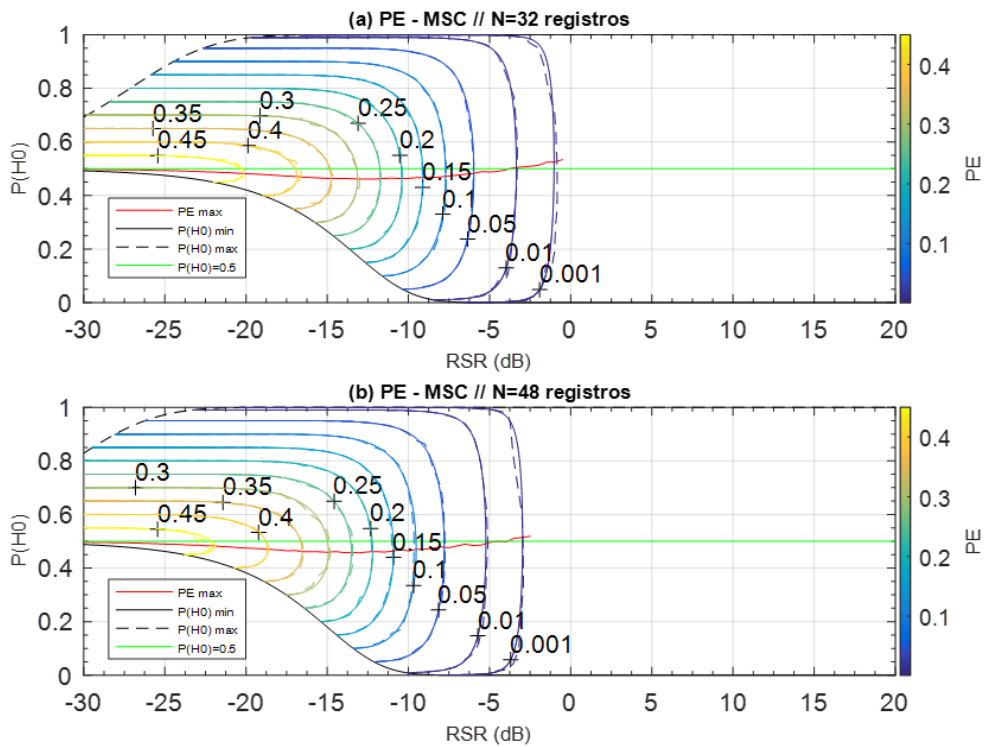 (a) PE - MSC // N=32 registros
1
0.8
0.6
0.4
0.2
0
P(H0)
0.35
0.3
0.25
0.45
0.4
0.2
0.15
0.1
0.05
0.01
0.001
PE max
P(H0) min
P(H0) max
P(H0)=0.5
-30 -25 -20 -15 -10 -5 0 5 10 15 20
RSR (dB)
0.4
0.3
0.2
0.1
PE
(b) PE - MSC // N=48 registros
1
0.8
0.6
0.4
0.2
0
P(H0)
0.3
0.35
0.25
0.45
0.4
0.2
0.15
0.1
0.05
0.01
0.001
PE max
P(H0) min
P(H0) max
P(H0)=0.5
-30 -25 -20 -15 -10 -5 0 5 10 15 20
RSR (dB)
0.4
0.3
0.2
0.1
PE